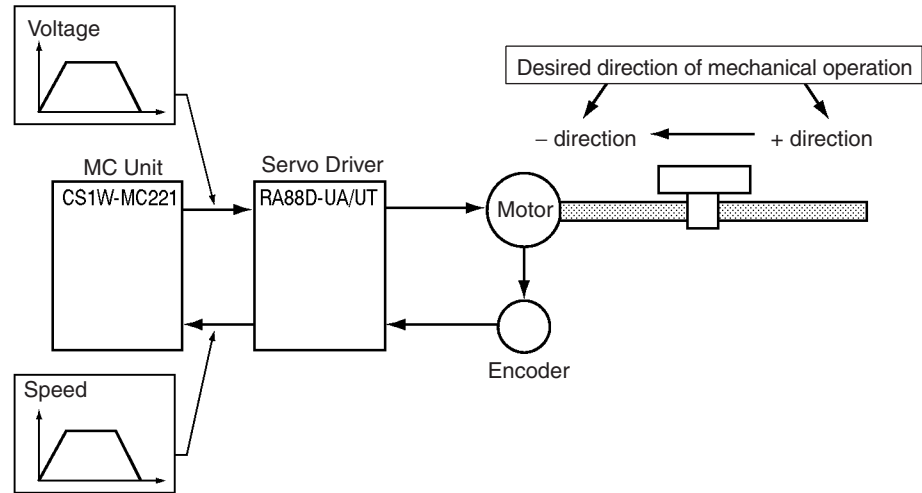 Voltage
Desired direction of mechanical operation
– direction
+ direction
MC Unit
Servo Driver
CS1W-MC221
RA88D-UA/UT
Motor
Encoder
Speed